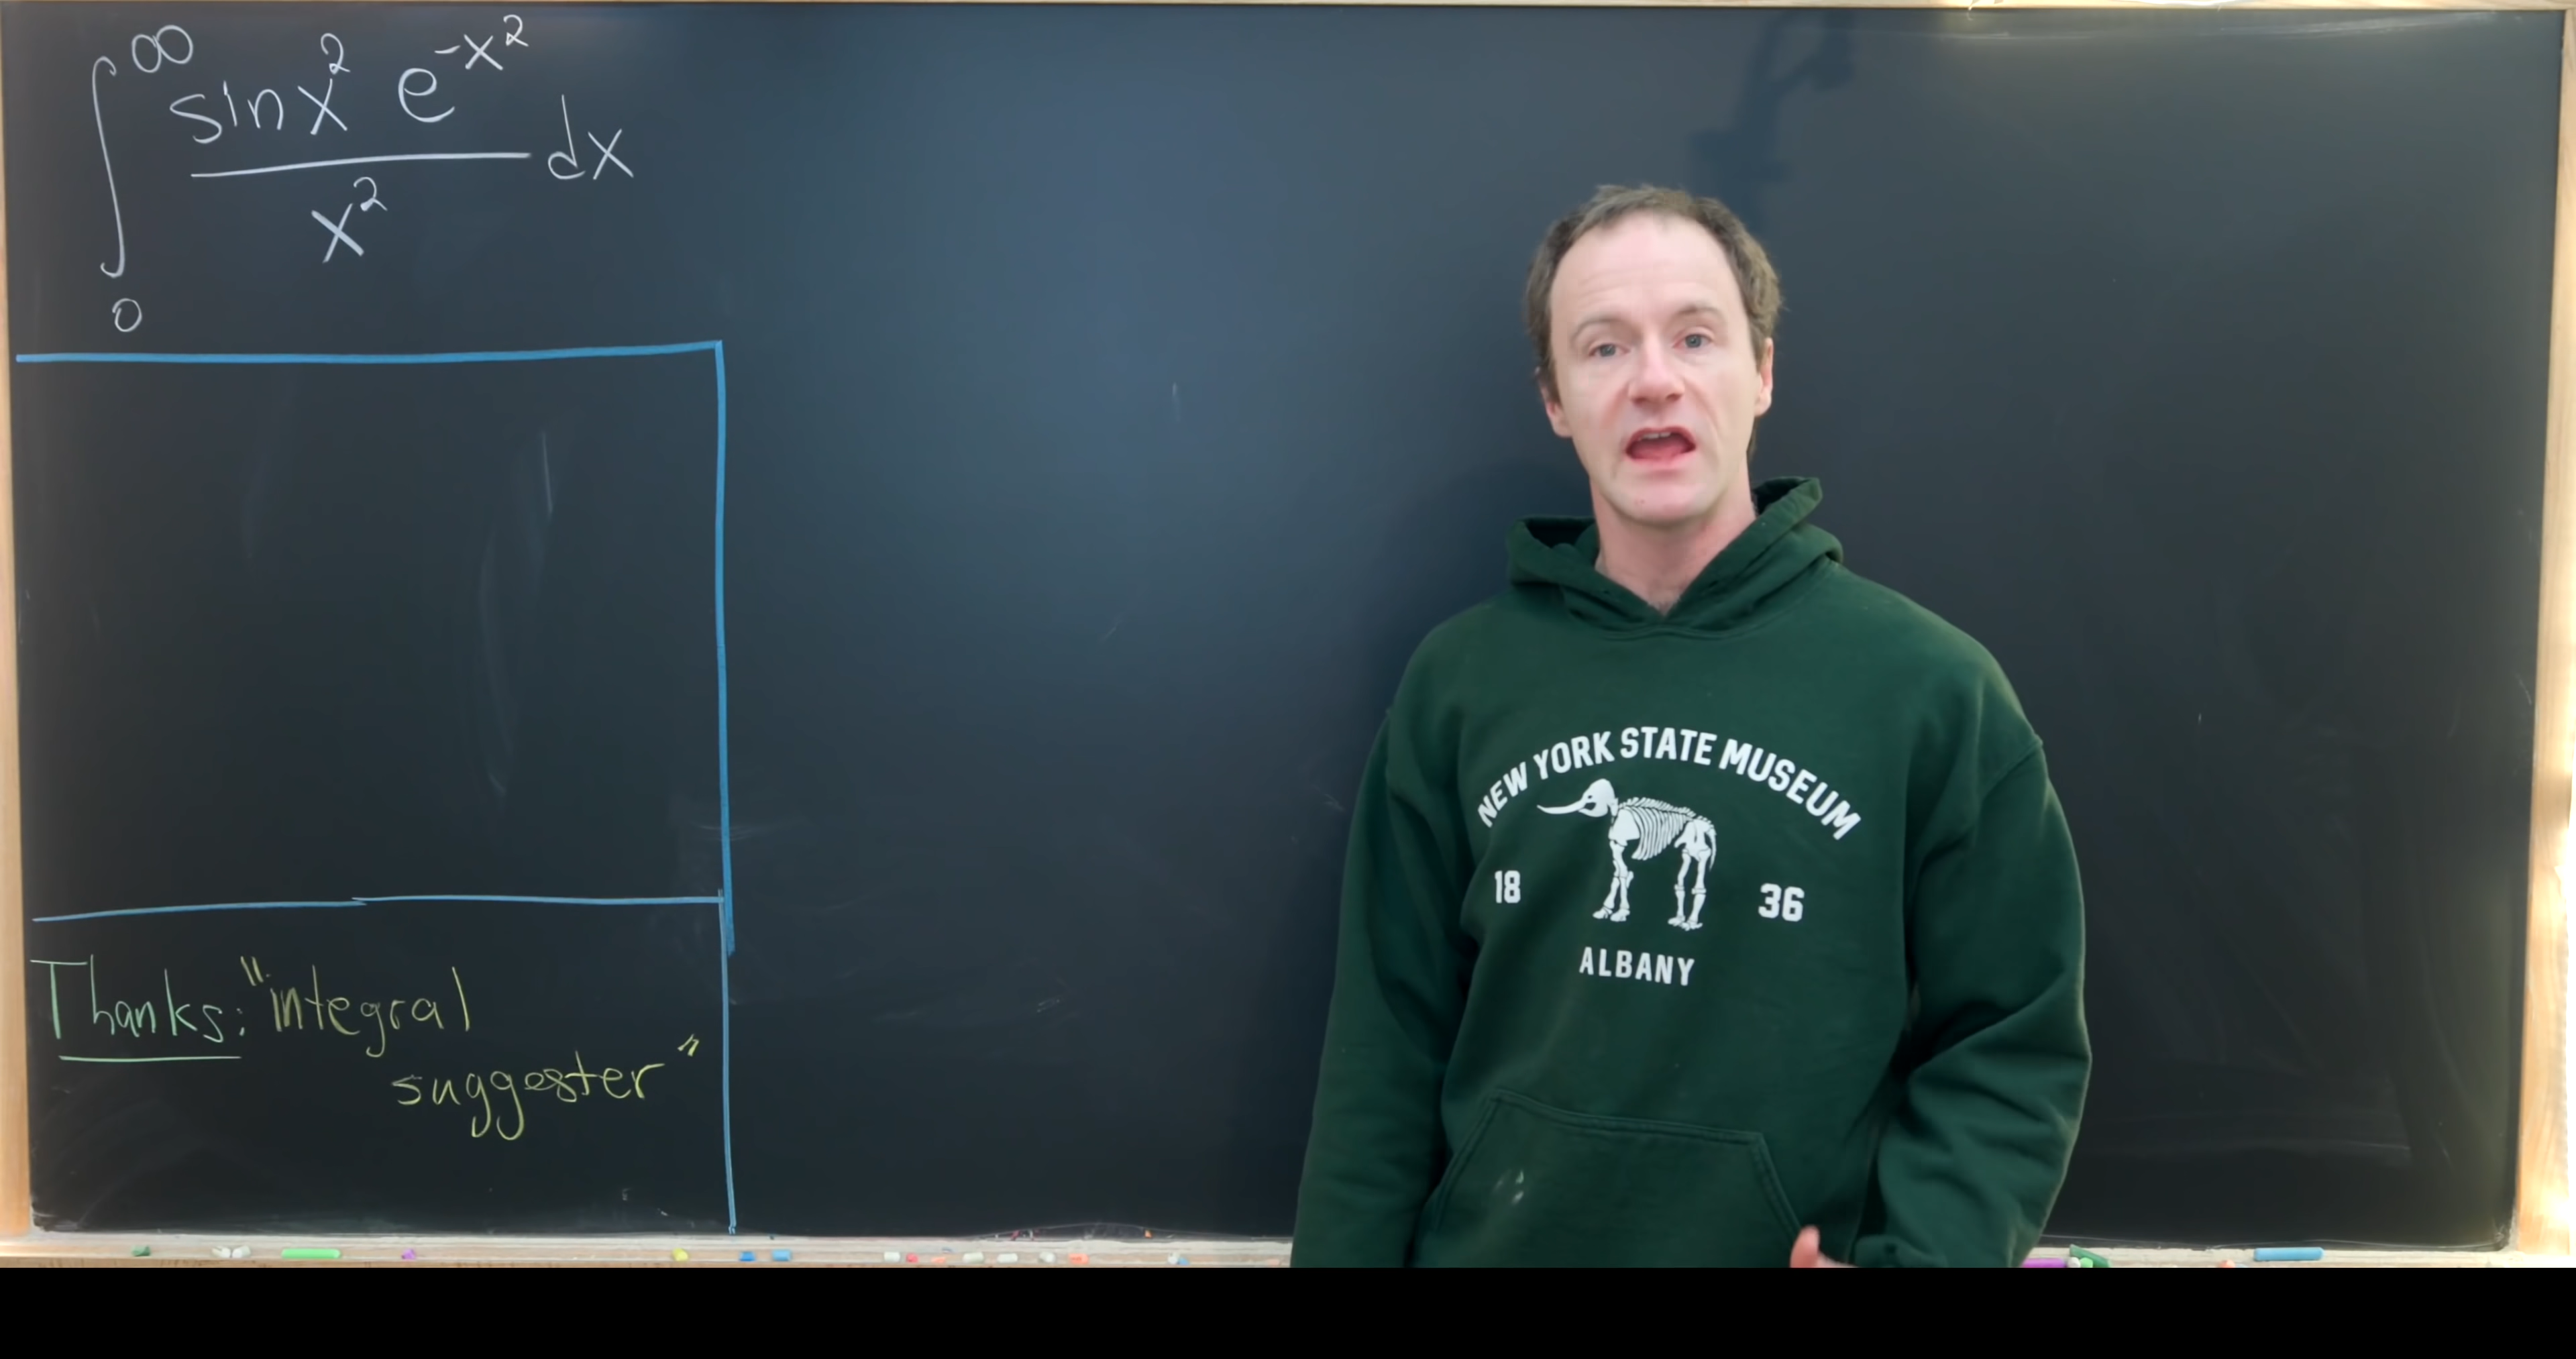 ∫₀^∞ (sin x² e^(-x²)) / x² dx
Thanks: "integral
suggester"
NEW YORK STATE MUSEUM
18 36
ALBANY